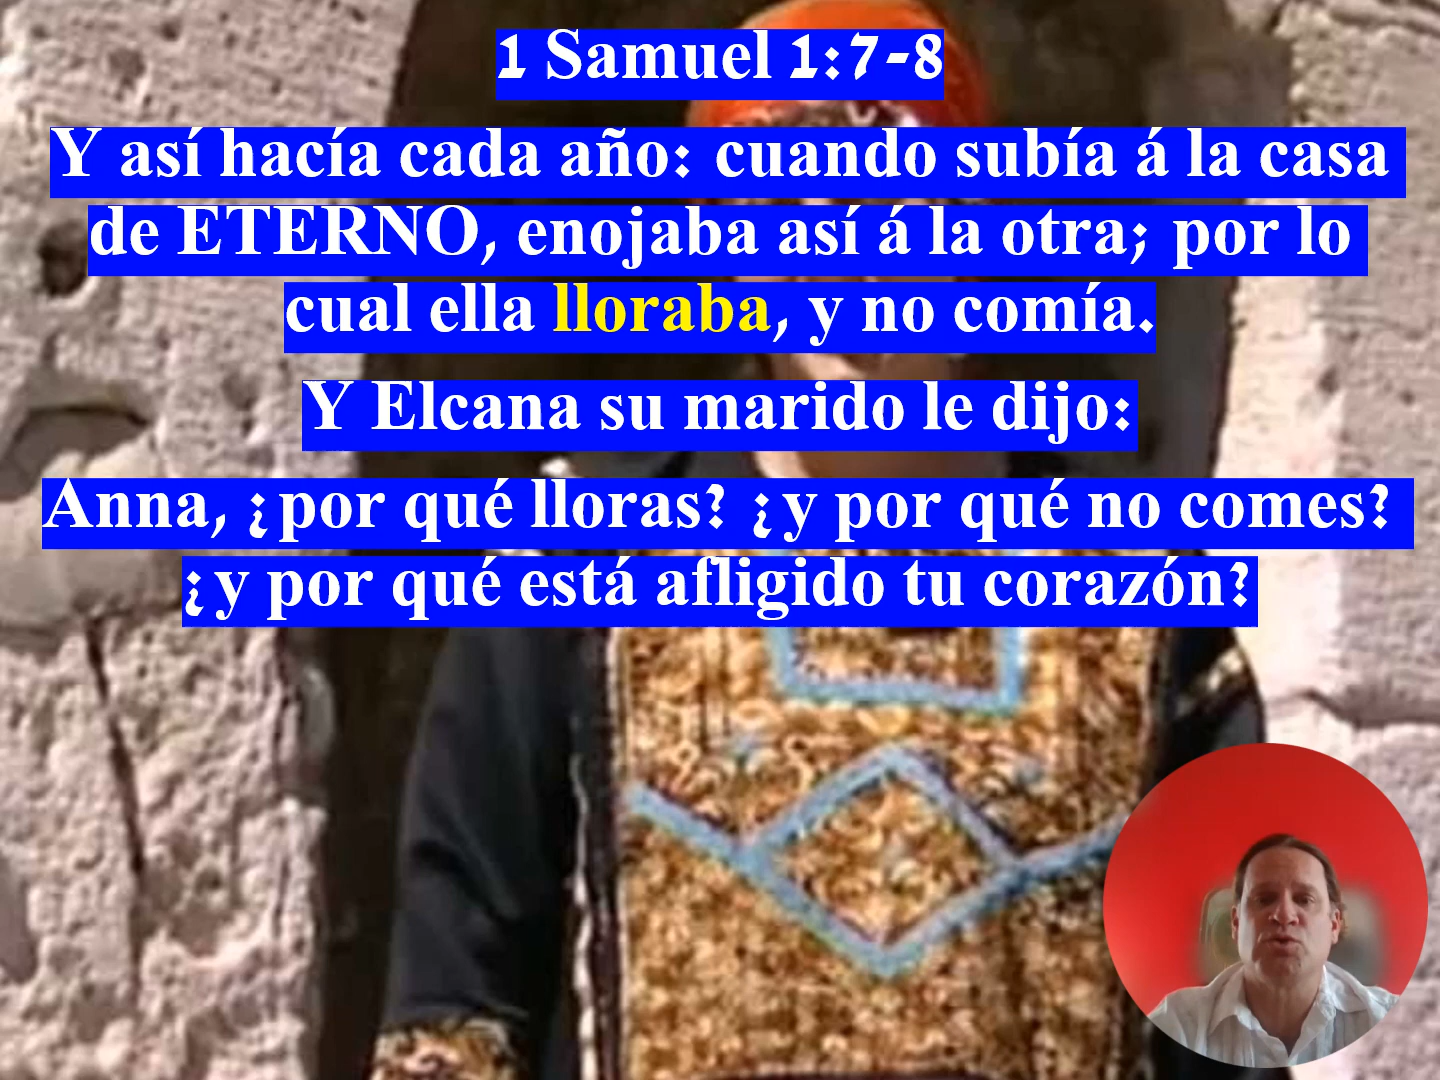 1 Samuel 1:7-8
Y así hacía cada año: cuando subía á la casa
de ETERNO, enojaba así á la otra; por lo
cual ella lloraba, y no comía.
Y Elcana su marido le dijo:
Anna, ¿por qué lloras? ¿y por qué no comes?
¿y por qué está afligido tu corazón?